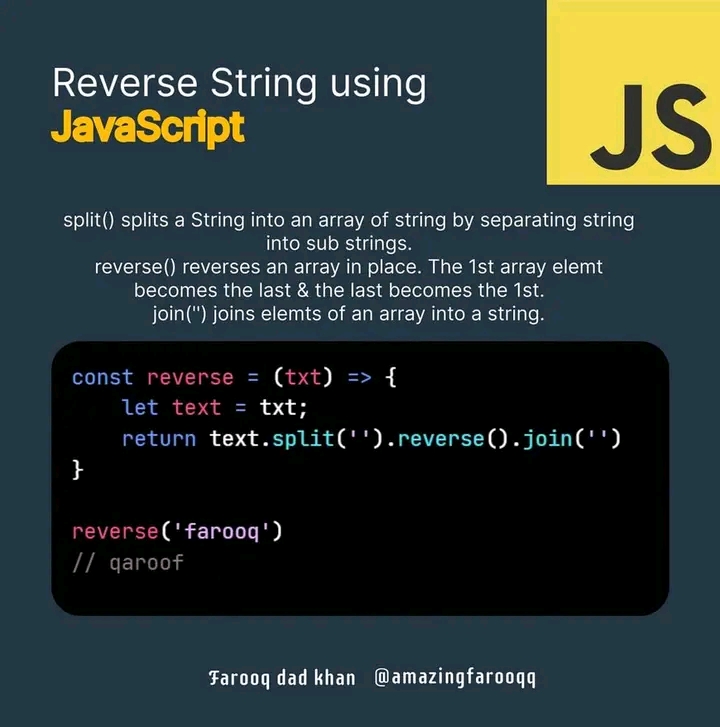 Reverse String using
JavaScript
JS
split() splits a String into an array of string by separating string
into sub strings.
reverse() reverses an array in place. The 1st array elemt
becomes the last & the last becomes the 1st.
join('') joins elemts of an array into a string.
const reverse = (txt) => {
    let text = txt;
    return text.split('').reverse().join('')
}
reverse('farooq')
// qaroof
Farooq dad khan @amazingfarooqq